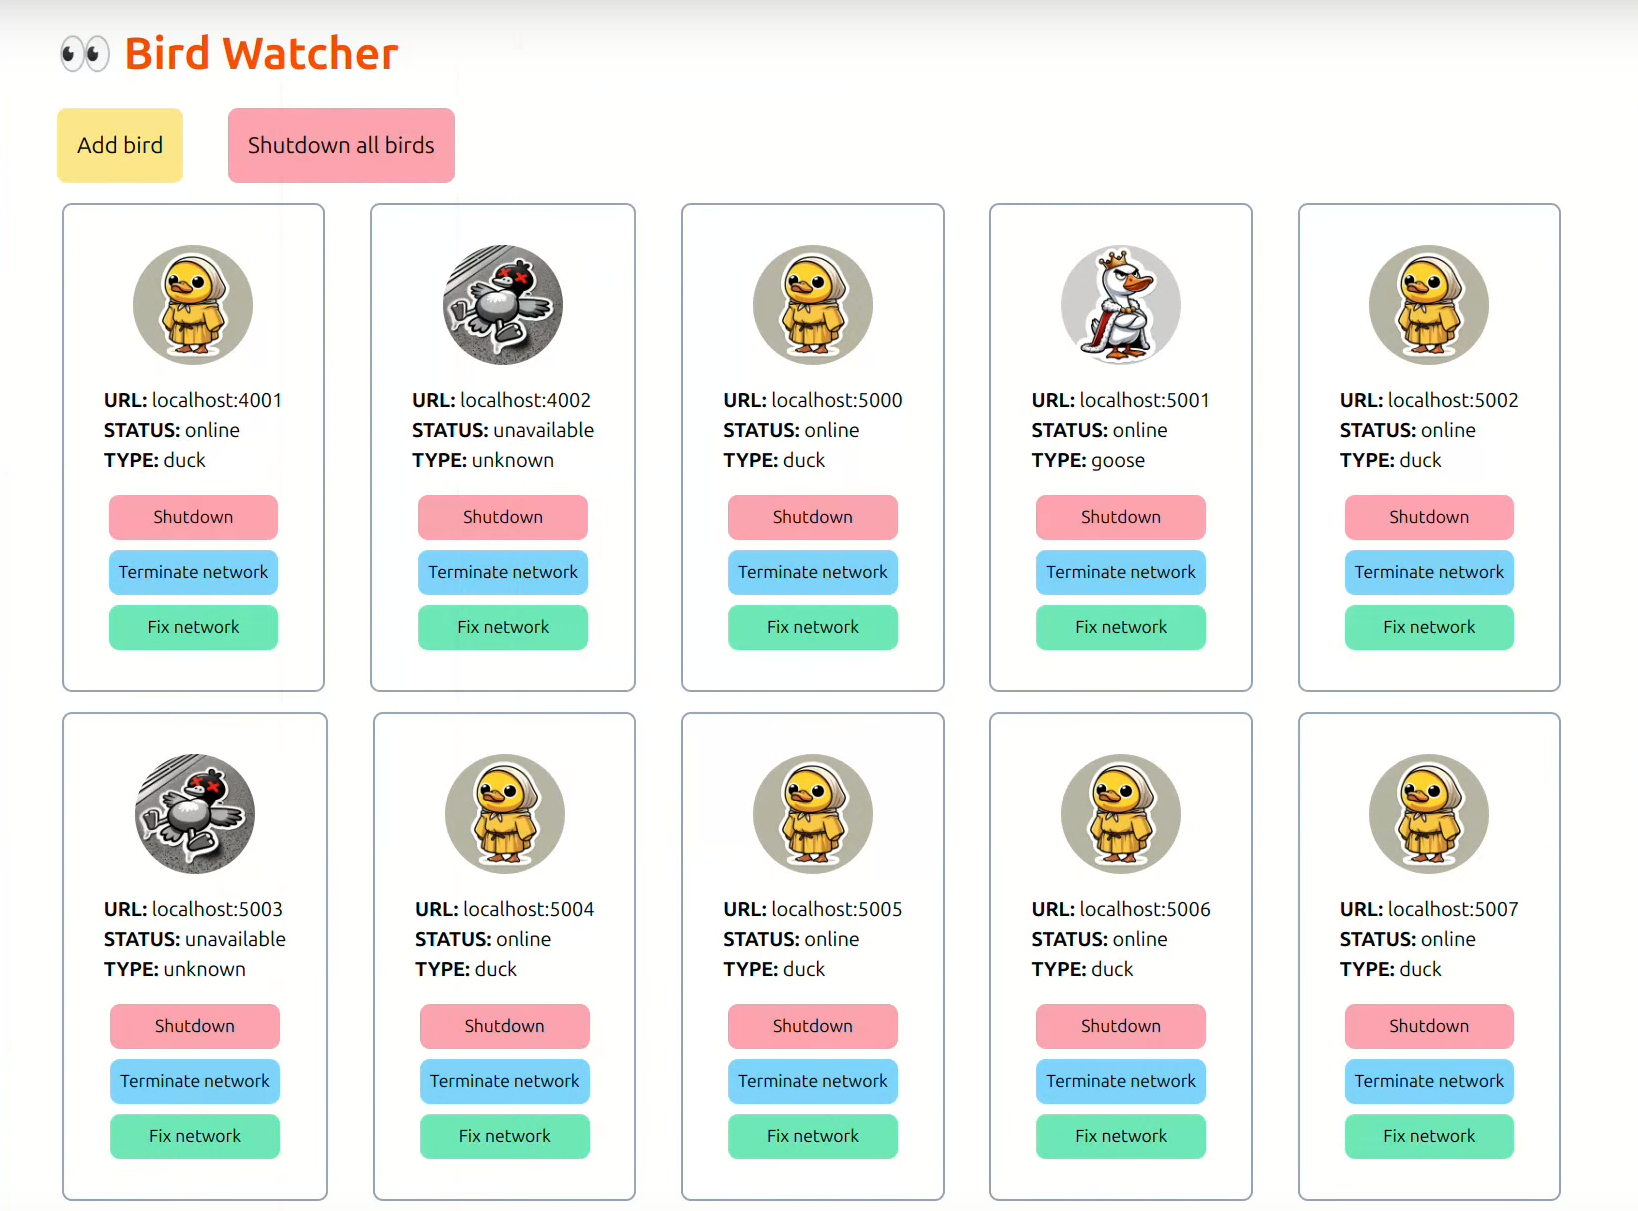 Bird Watcher
Add bird
Shutdown all birds
URL: localhost:4001
STATUS: online
TYPE: duck
Shutdown
Terminate network
Fix network
URL: localhost:4002
STATUS: unavailable
TYPE: unknown
Shutdown
Terminate network
Fix network
URL: localhost:5000
STATUS: online
TYPE: duck
Shutdown
Terminate network
Fix network
URL: localhost:5001
STATUS: online
TYPE: goose
Shutdown
Terminate network
Fix network
URL: localhost:5002
STATUS: online
TYPE: duck
Shutdown
Terminate network
Fix network
URL: localhost:5003
STATUS: unavailable
TYPE: unknown
Shutdown
Terminate network
Fix network
URL: localhost:5004
STATUS: online
TYPE: duck
Shutdown
Terminate network
Fix network
URL: localhost:5005
STATUS: online
TYPE: duck
Shutdown
Terminate network
Fix network
URL: localhost:5006
STATUS: online
TYPE: duck
Shutdown
Terminate network
Fix network
URL: localhost:5007
STATUS: online
TYPE: duck
Shutdown
Terminate network
Fix network